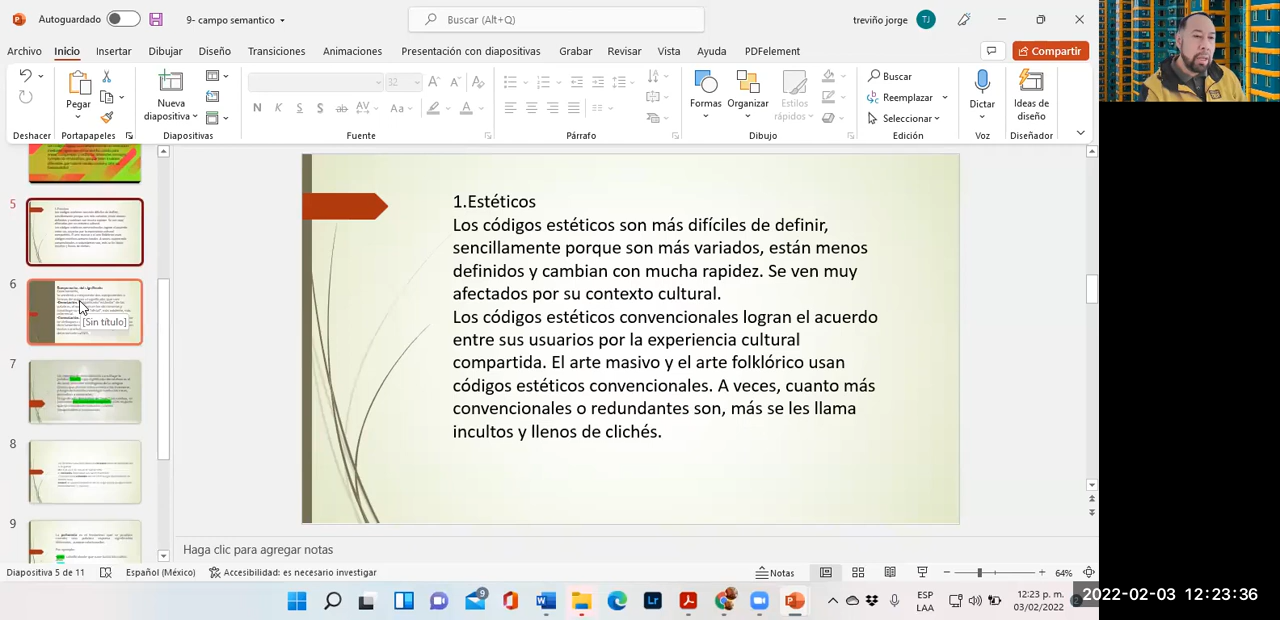 Autoguardado
9- campo semantico
Buscar (Alt+Q)
treviño jorge
TJ
Archivo Inicio Insertar Dibujar Diseño Transiciones Animaciones Presentación con diapositivas Grabar Revisar Vista Ayuda PDFelement
Compartir
Pegar
Nueva
diapositiva
Formas
Organizar
Estilos
rápidos
Buscar
Reemplazar
Seleccionar
Dictar
Ideas de
diseño
Deshacer Portapapeles Diapositivas Fuente Párrafo Dibujo Edición Voz Diseñador
5
6
[Sin título]
7
8
9
1.Estéticos
Los códigos estéticos son más difíciles de definir,
sencillamente porque son más variados, están menos
definidos y cambian con mucha rapidez. Se ven muy
afectados por su contexto cultural.
Los códigos estéticos convencionales logran el acuerdo
entre sus usuarios por la experiencia cultural
compartida. El arte masivo y el arte folklórico usan
códigos estéticos convencionales. A veces cuanto más
convencionales o redundantes son, más se les llama
incultos y llenos de clichés.
Haga clic para agregar notas
Diapositiva 5 de 11 Español (México) Accesibilidad: es necesario investigar Notas 64%
9
ESP
LAA
12:23 p. m.
03/02/2022
2022-02-03 12:23:36